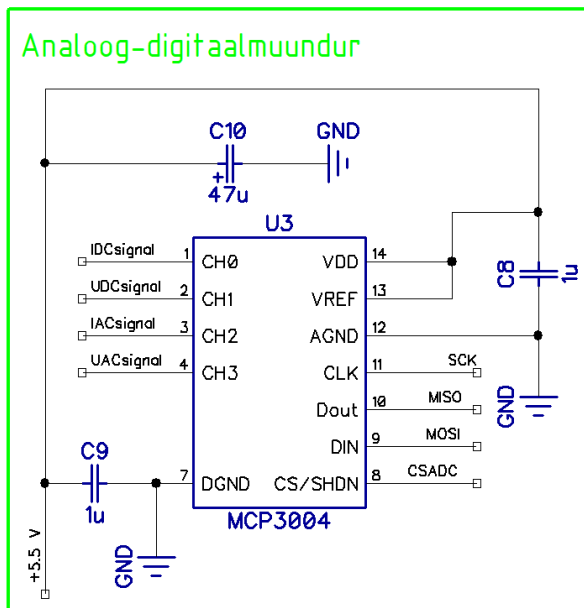 Analoog-digitaalmuundur
C10
GND
+
47u
U3
IDCsignal 1 CH0 VDD 14
UDCsignal 2 CH1 VREF 13
IACsignal 3 CH2 AGND 12
UACsignal 4 CH3 CLK 11 SCK
Dout 10 MISO
DIN 9 MOSI
7 DGND CS/SHDN 8 CSADC
MCP3004
C8
1u
GND
C9
1u
GND
+5.5 V